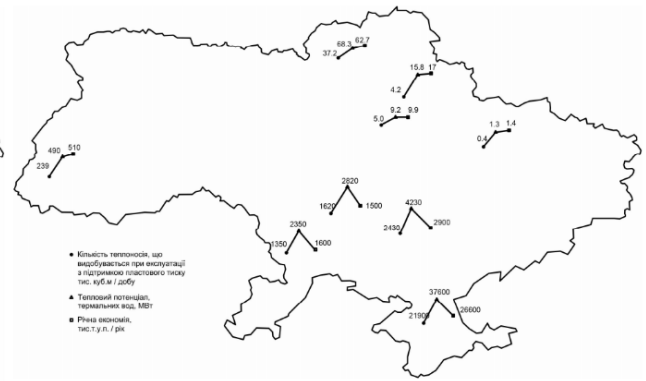 68.3 62.7
37.2
15.8 17
4.2
9.2 9.9
5.0
1.3 1.4
0.4
490 510
239
2820
1620 1500
4230
2430 2900
2350
1350 1600
37600
21900 26600
Кількість теплоносія, що
видобувається при експлуатації
з підтримкою пластового тиску
тис. куб.м / добу
Тепловий потенціал,
термальних вод, МВт
Річна економія,
тис.т.у.п. / рік